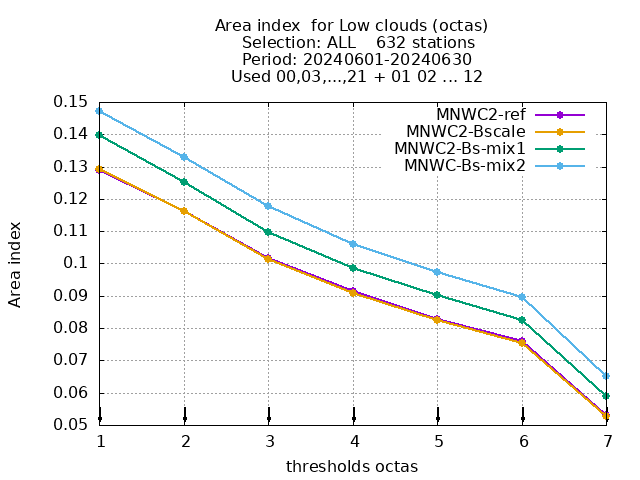 Area index  for Low clouds (octas)
Selection: ALL    632 stations
Period: 20240601-20240630
Used 00,03,...,21 + 01 02 ... 12
MNWC2-ref
MNWC2-Bscale
MNWC2-Bs-mix1
MNWC-Bs-mix2
0.15
0.14
0.13
0.12
0.11
0.1
0.09
0.08
0.07
0.06
0.05
Area index
1 2 3 4 5 6 7
thresholds octas